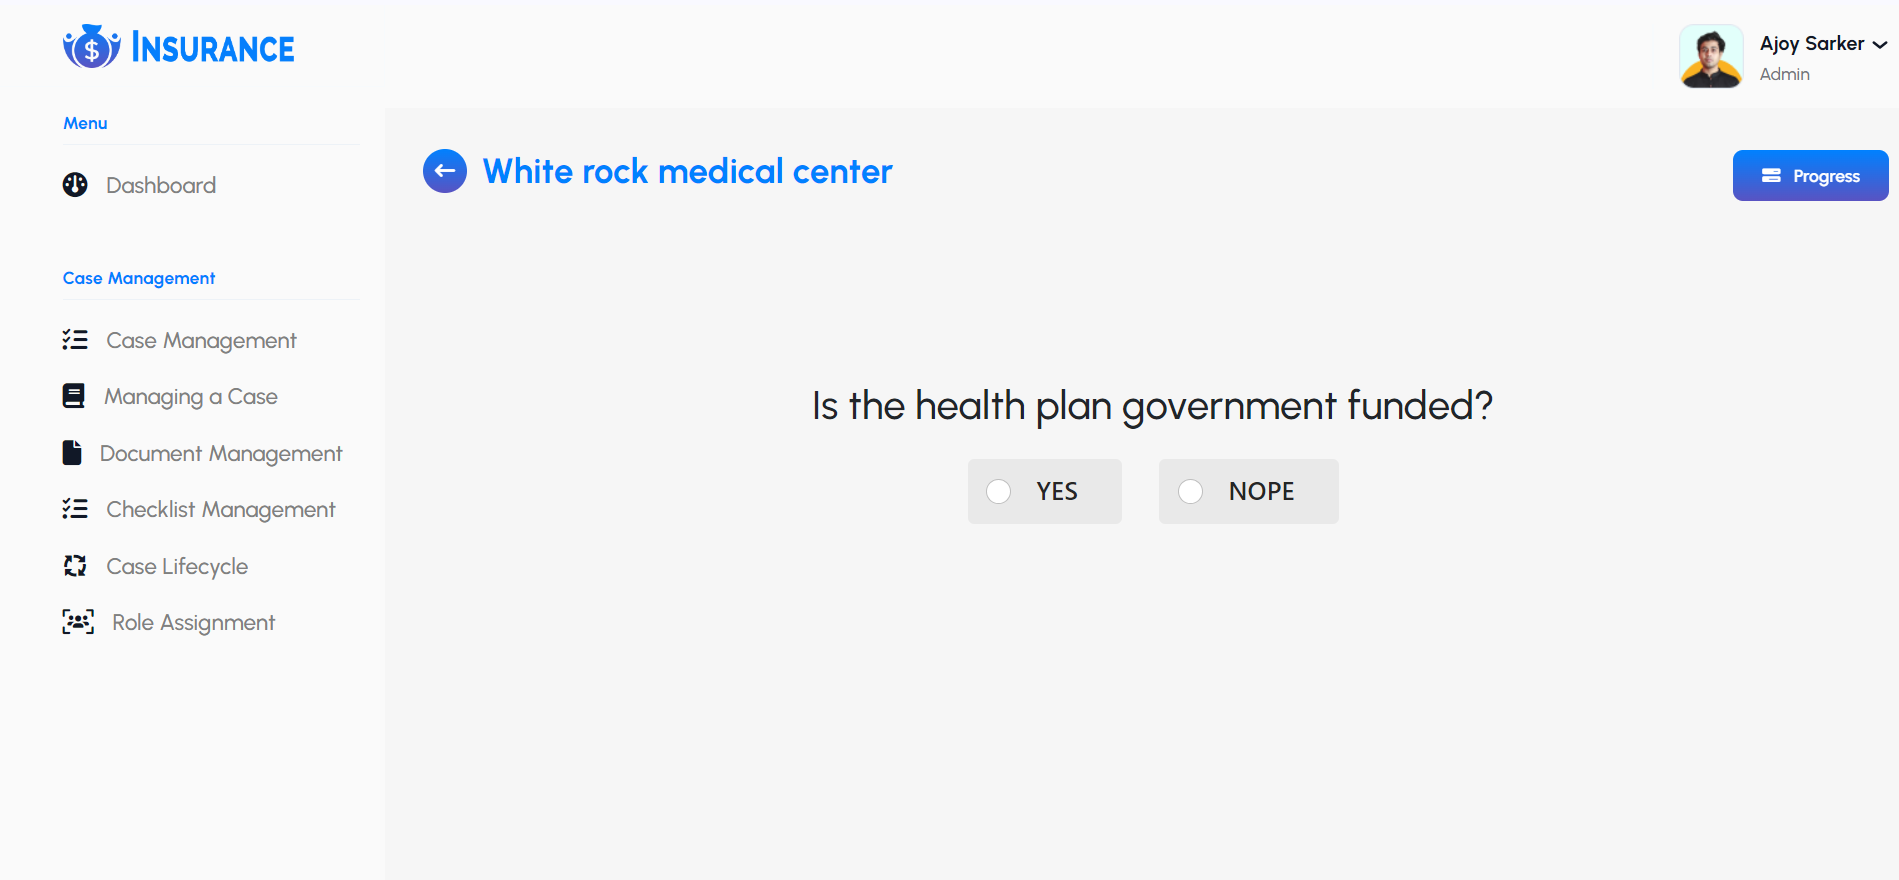 INSURANCE
Ajoy Sarker
Admin
Menu
Dashboard
Case Management
Case Management
Managing a Case
Document Management
Checklist Management
Case Lifecycle
Role Assignment
White rock medical center
Progress
Is the health plan government funded?
YES
NOPE